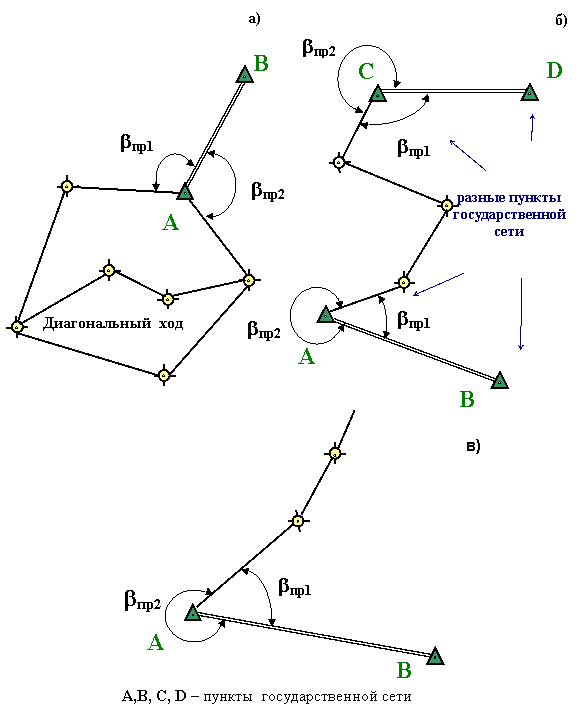 а)
B
βпр1
βпр2
A
Диагональный ход
б)
βпр2
C
D
βпр1
разные пункты
государственной
сети
βпр1
βпр2
A
B
в)
βпр2
βпр1
A
B
A,B, C, D – пункты государственной сети